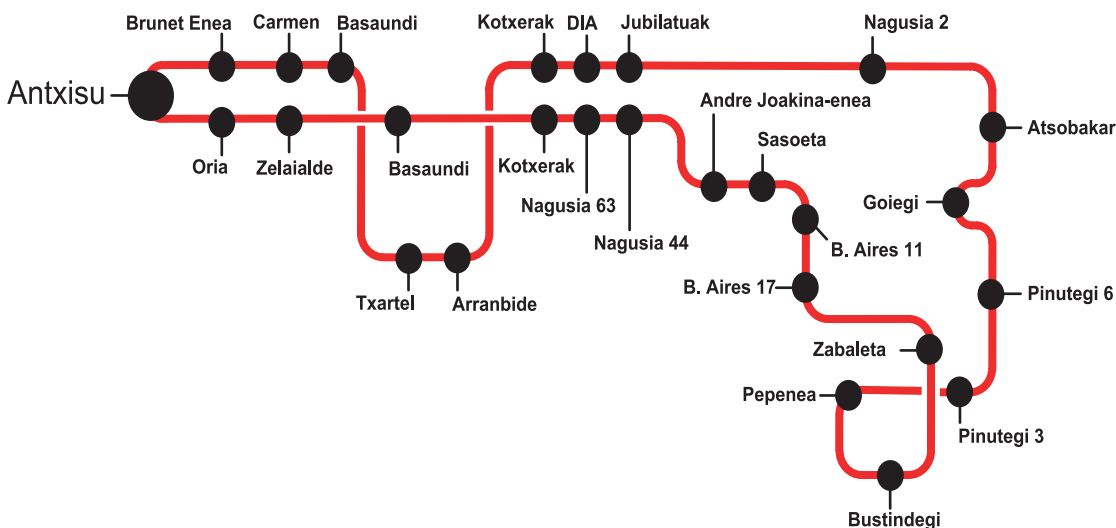 Brunet Enea
Carmen
Basaundi
Kotxerak
DIA
Jubilatuak
Nagusia 2
Antxisu
Andre Joakina-enea
Atsobakar
Sasoeta
Oria
Zelaialde
Basaundi
Kotxerak
Nagusia 63
Nagusia 44
Goiegi
B. Aires 11
B. Aires 17
Pinutegi 6
Txartel
Arranbide
Zabaleta
Pepenea
Pinutegi 3
Bustindegi